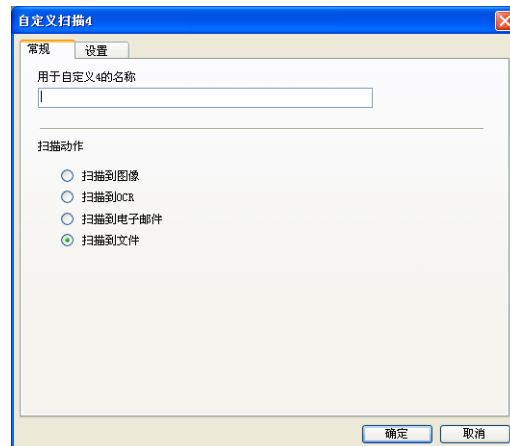 自定义扫描4
常规 设置
用于自定义4的名称
扫描动作
扫描到图像
扫描到OCR
扫描到电子邮件
扫描到文件
确定 取消